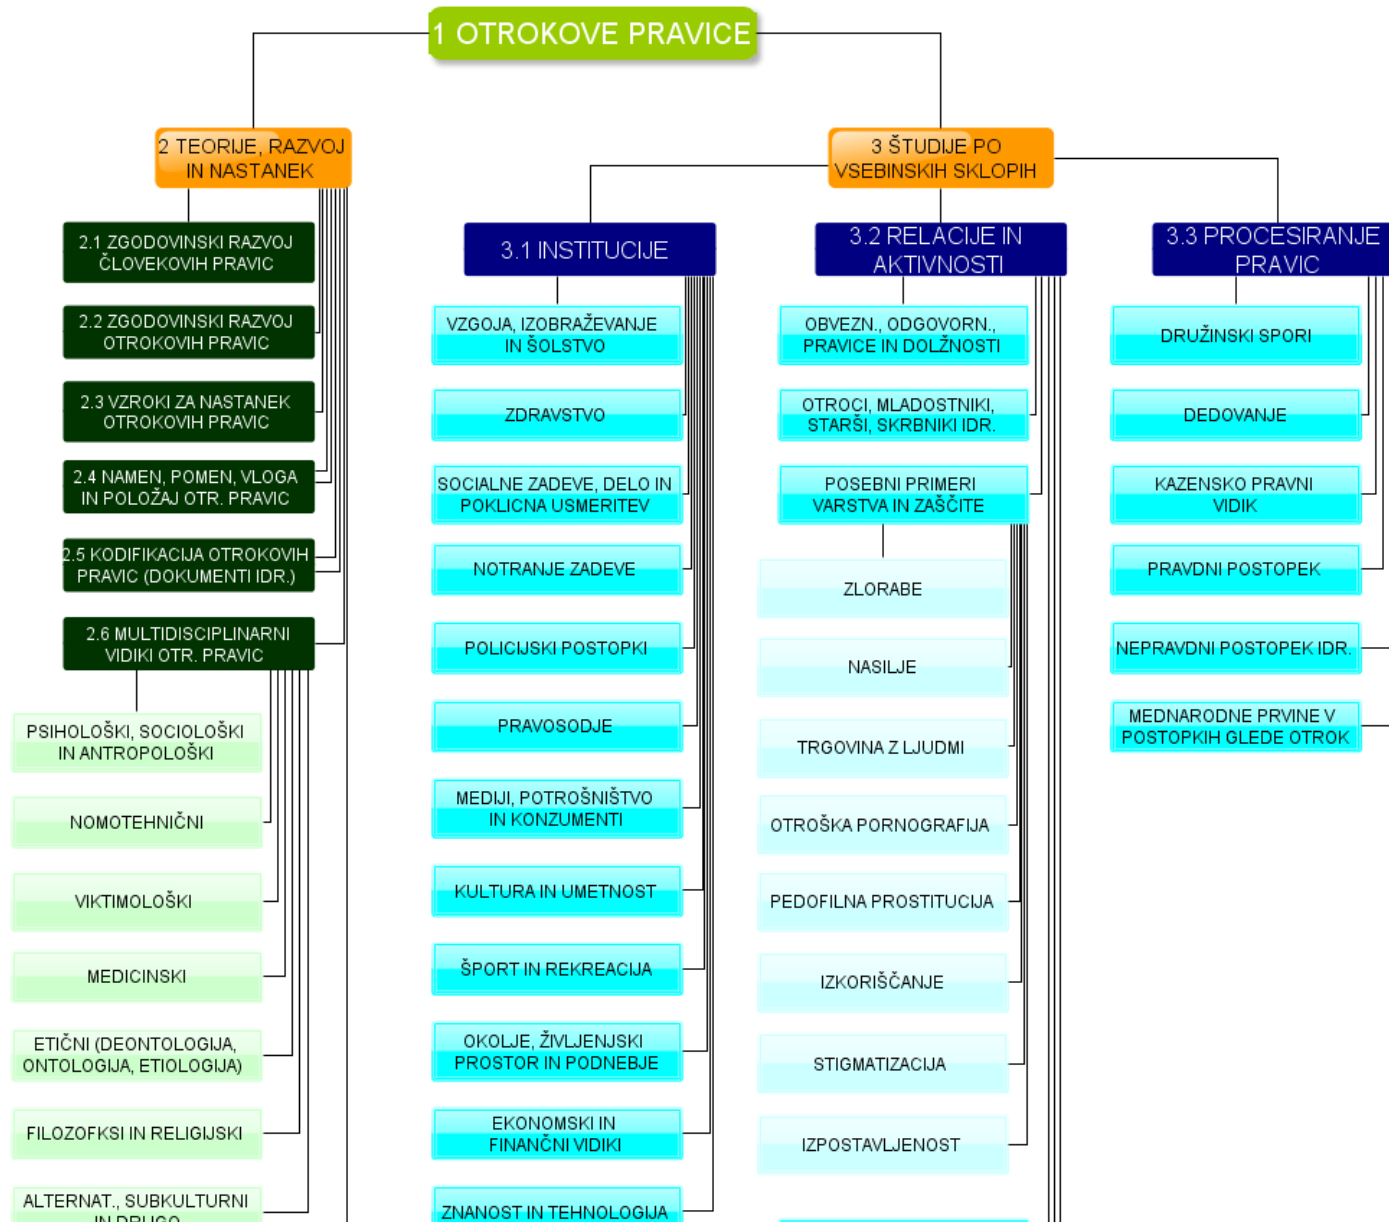 1 OTROKOVE PRAVICE
2 TEORIJE, RAZVOJ
IN NASTANEK
2.1 ZGODOVINSKI RAZVOJ
ČLOVEKOVIH PRAVIC
2.2 ZGODOVINSKI RAZVOJ
OTROKOVIH PRAVIC
2.3 VZROKI ZA NASTANEK
OTROKOVIH PRAVIC
2.4 NAMEN, POMEN, VLOGA
IN POLOŽAJ OTR. PRAVIC
2.5 KODIFIKACIJA OTROKOVIH
PRAVIC (DOKUMENTI IDR.)
2.6 MULTIDISCIPLINARNI
VIDIKI OTR. PRAVIC
PSIHOLOŠKI, SOCIOLOŠKI
IN ANTROPOLOŠKI
NOMOTEHNIČNI
VIKTIMOLOŠKI
MEDICINSKI
ETIČNI (DEONTOLOGIJA,
ONTOLOGIJA, ETIOLOGIJA)
FILOZOFKSI IN RELIGIJSKI
ALTERNAT., SUBKULTURNI
IN DRUGO
3 ŠTUDIJE PO
VSEBINSKIH SKLOPIH
3.1 INSTITUCIJE
VZGOJA, IZOBRAŽEVANJE
IN ŠOLSTVO
ZDRAVSTVO
SOCIALNE ZADEVE, DELO IN
POKLICNA USMERITEV
NOTRANJE ZADEVE
POLICIJSKI POSTOPKI
PRAVOSODJE
MEDIJI, POTROŠNIŠTVO
IN KONZUMENTI
KULTURA IN UMETNOST
ŠPORT IN REKREACIJA
OKOLJE, ŽIVLJENJSKI
PROSTOR IN PODNEBJE
EKONOMSKI IN
FINANČNI VIDIKI
ZNANOST IN TEHNOLOGIJA
3.2 RELACIJE IN
AKTIVNOSTI
OBVEZN., ODGOVORN.,
PRAVICE IN DOLŽNOSTI
OTROCI, MLADOSTNIKI,
STARŠI, SKRBNIKI IDR.
POSEBNI PRIMERI
VARSTVA IN ZAŠČITE
ZLORABE
NASILJE
TRGOVINA Z LJUDMI
OTROŠKA PORNOGRAFIJA
PEDOFILNA PROSTITUCIJA
IZKORIŠČANJE
STIGMATIZACIJA
IZPOSTAVLJENOST
3.3 PROCESIRANJE
PRAVIC
DRUŽINSKI SPORI
DEDOVANJE
KAZENSKO PRAVNI
VIDIK
PRAVDNI POSTOPEK
NEPRAVDNI POSTOPEK IDR.
MEDNARODNE PRVINE V
POSTOPKIH GLEDE OTROK